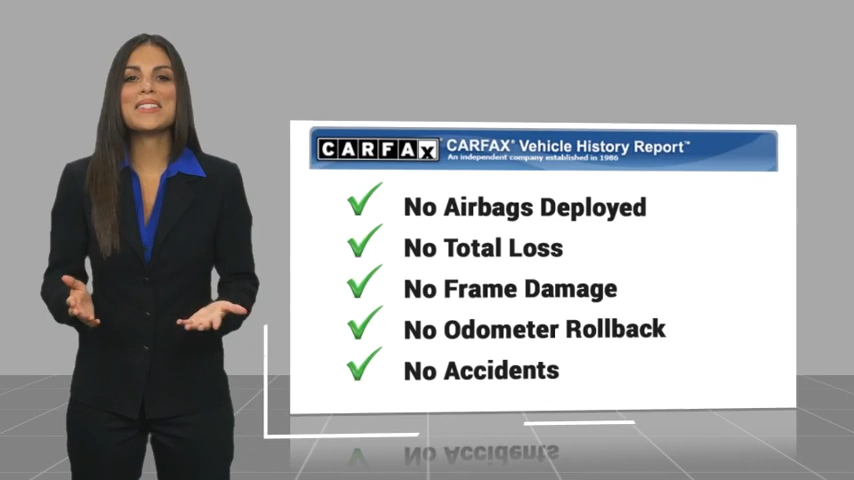 CARFAX CARFAX® Vehicle History Report™
An independent company established in 1986
No Airbags Deployed
No Total Loss
No Frame Damage
No Odometer Rollback
No Accidents
No Accidents